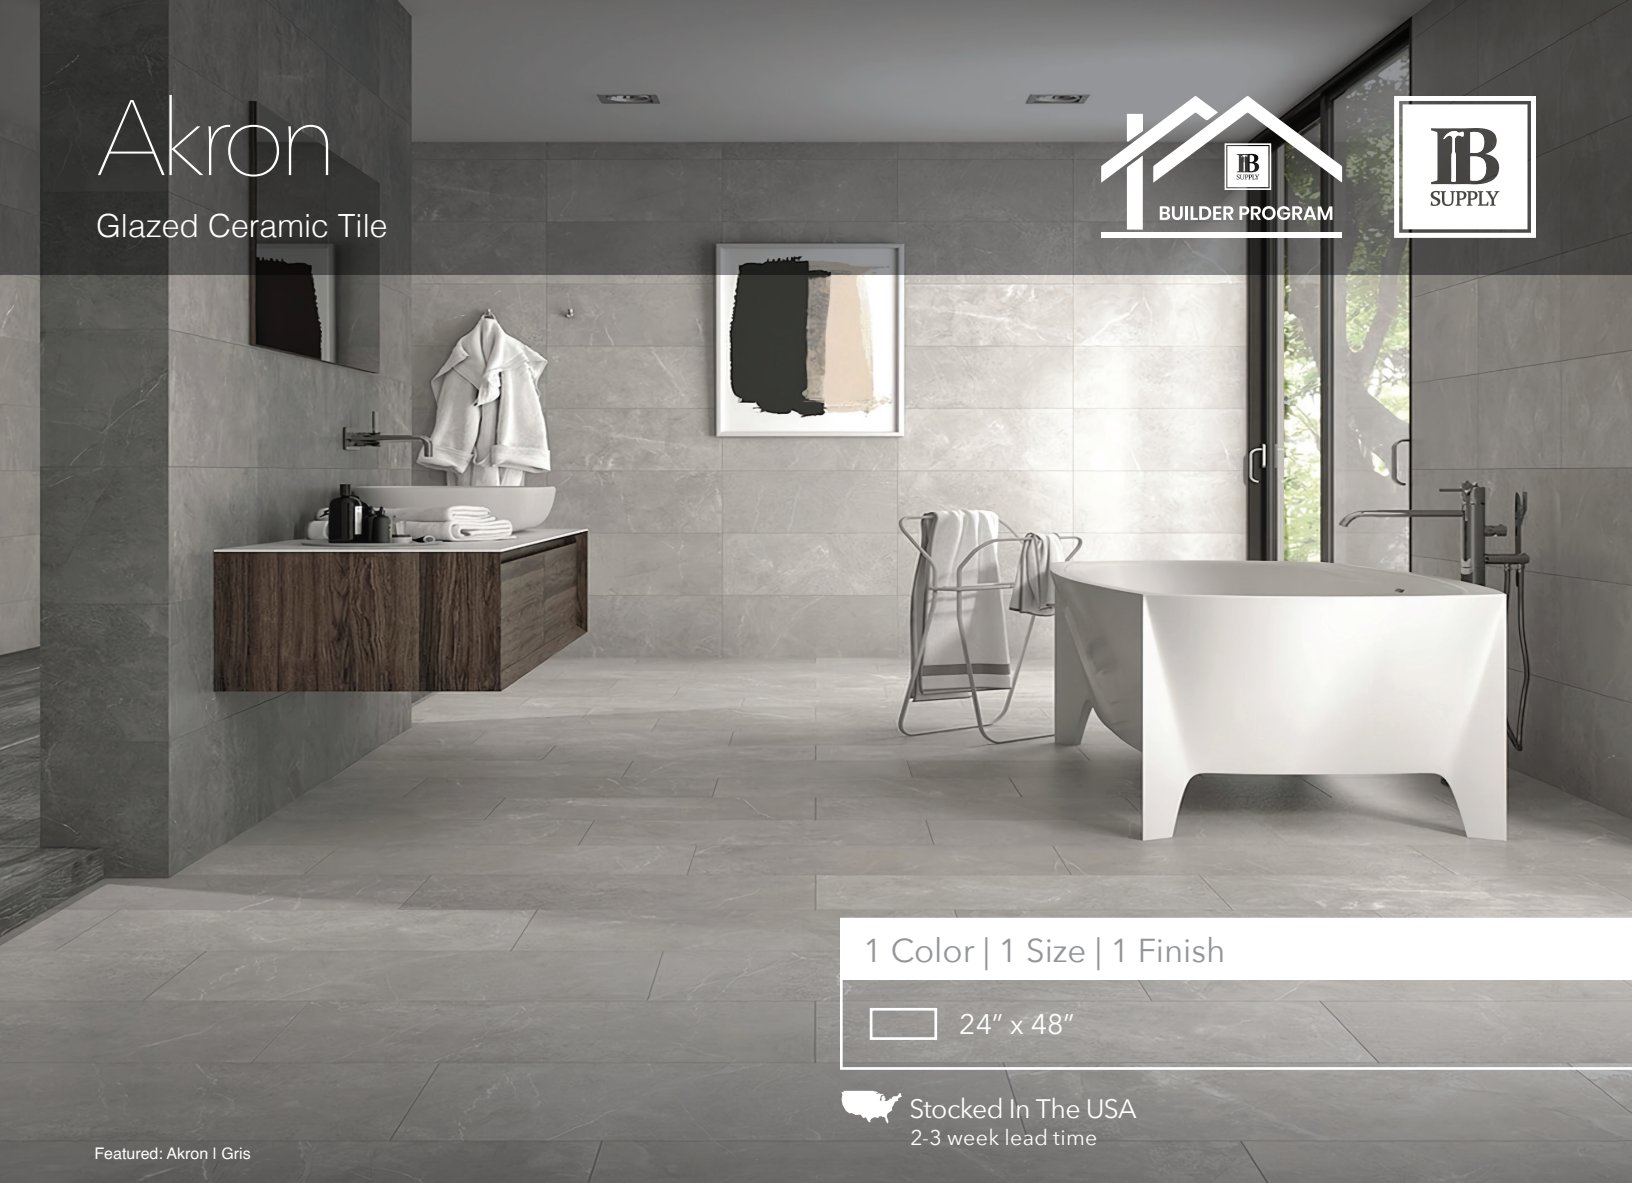 Akron
Glazed Ceramic Tile
IB
SUPPLY
BUILDER PROGRAM
IB
SUPPLY
1 Color | 1 Size | 1 Finish
24” x 48”
Stocked In The USA
2-3 week lead time
Featured: Akron | Gris